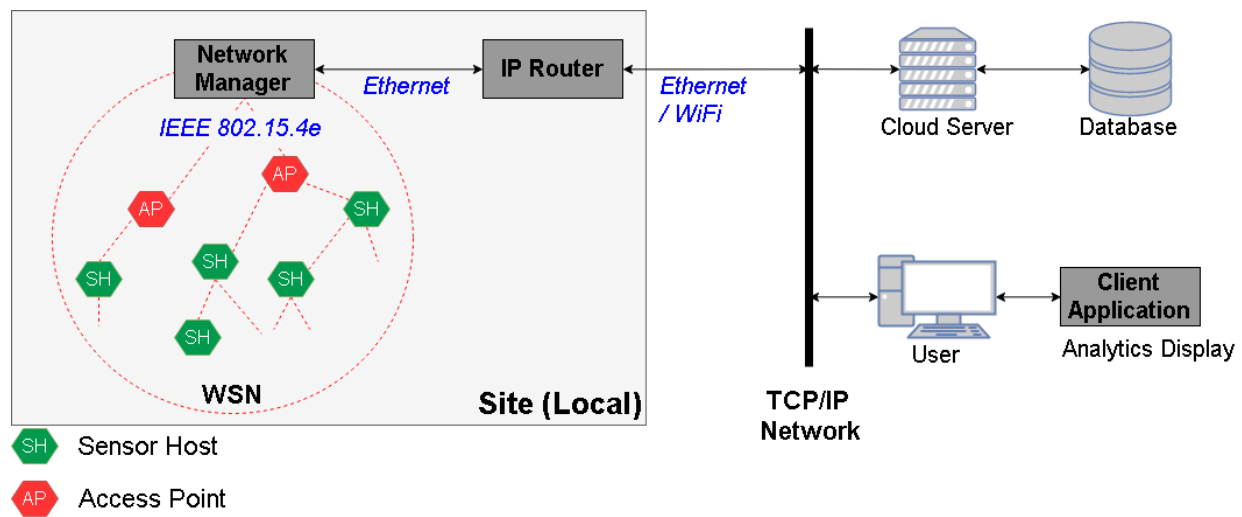 Network
Manager
Ethernet
IP Router
Ethernet
/ WiFi
Cloud Server
Database
IEEE 802.15.4e
AP
AP
SH
SH
SH
SH
SH
WSN
Site (Local)
TCP/IP
Network
User
Client
Application
Analytics Display
SH
Sensor Host
AP
Access Point